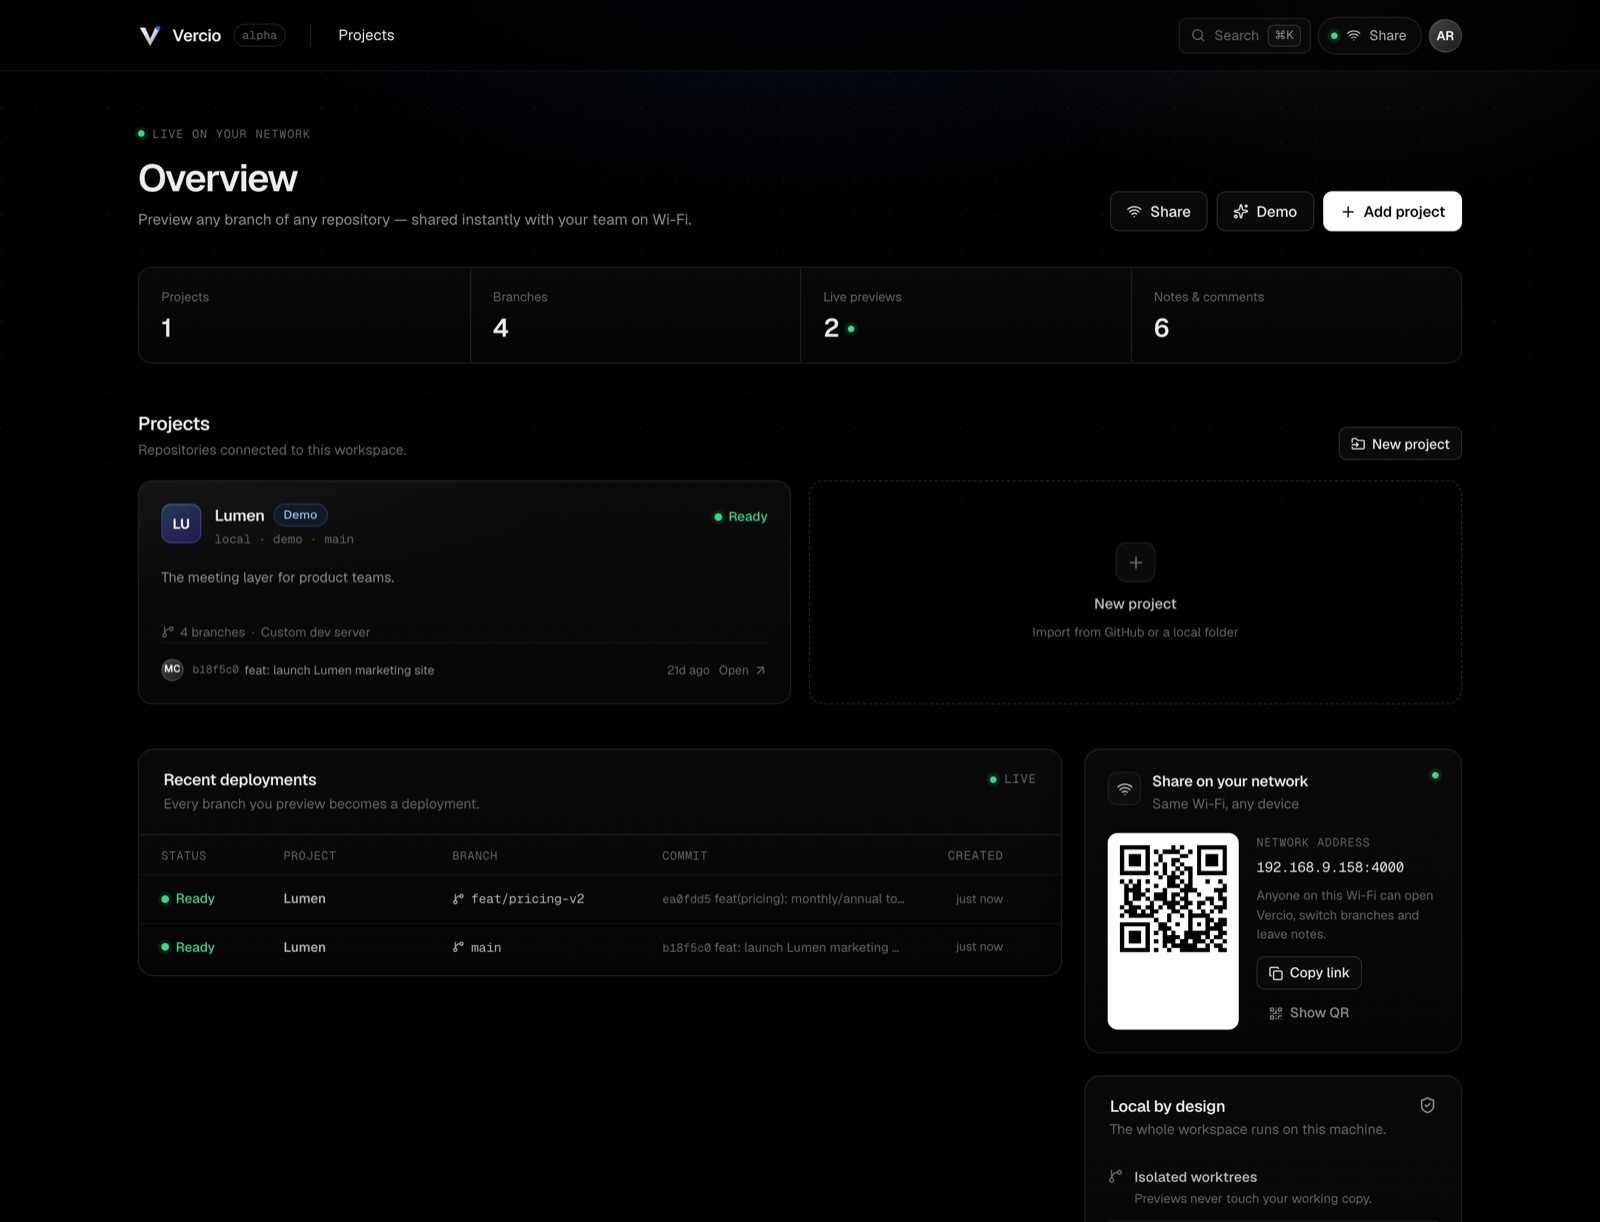 Vercio alpha Projects Search ⌘K Share AR
LIVE ON YOUR NETWORK
Overview
Preview any branch of any repository — shared instantly with your team on Wi-Fi.
Share Demo Add project
Projects Branches Live previews Notes & comments
1 4 2 6
Projects
Repositories connected to this workspace.
New project
LU Lumen Demo Ready
local · demo · main
The meeting layer for product teams.
4 branches · Custom dev server
MC b18f5c0 feat: launch Lumen marketing site 21d ago Open
New project
Import from GitHub or a local folder
Recent deployments LIVE
Every branch you preview becomes a deployment.
STATUS PROJECT BRANCH COMMIT CREATED
Ready Lumen feat/pricing-v2 ea0fdd5 feat(pricing): monthly/annual to… just now
Ready Lumen main b18f5c0 feat: launch Lumen marketing … just now
Share on your network
Same Wi-Fi, any device
NETWORK ADDRESS
192.168.9.158:4000
Anyone on this Wi-Fi can open
Vercio, switch branches and
leave notes.
Copy link
Show QR
Local by design
The whole workspace runs on this machine.
Isolated worktrees
Previews never touch your working copy.